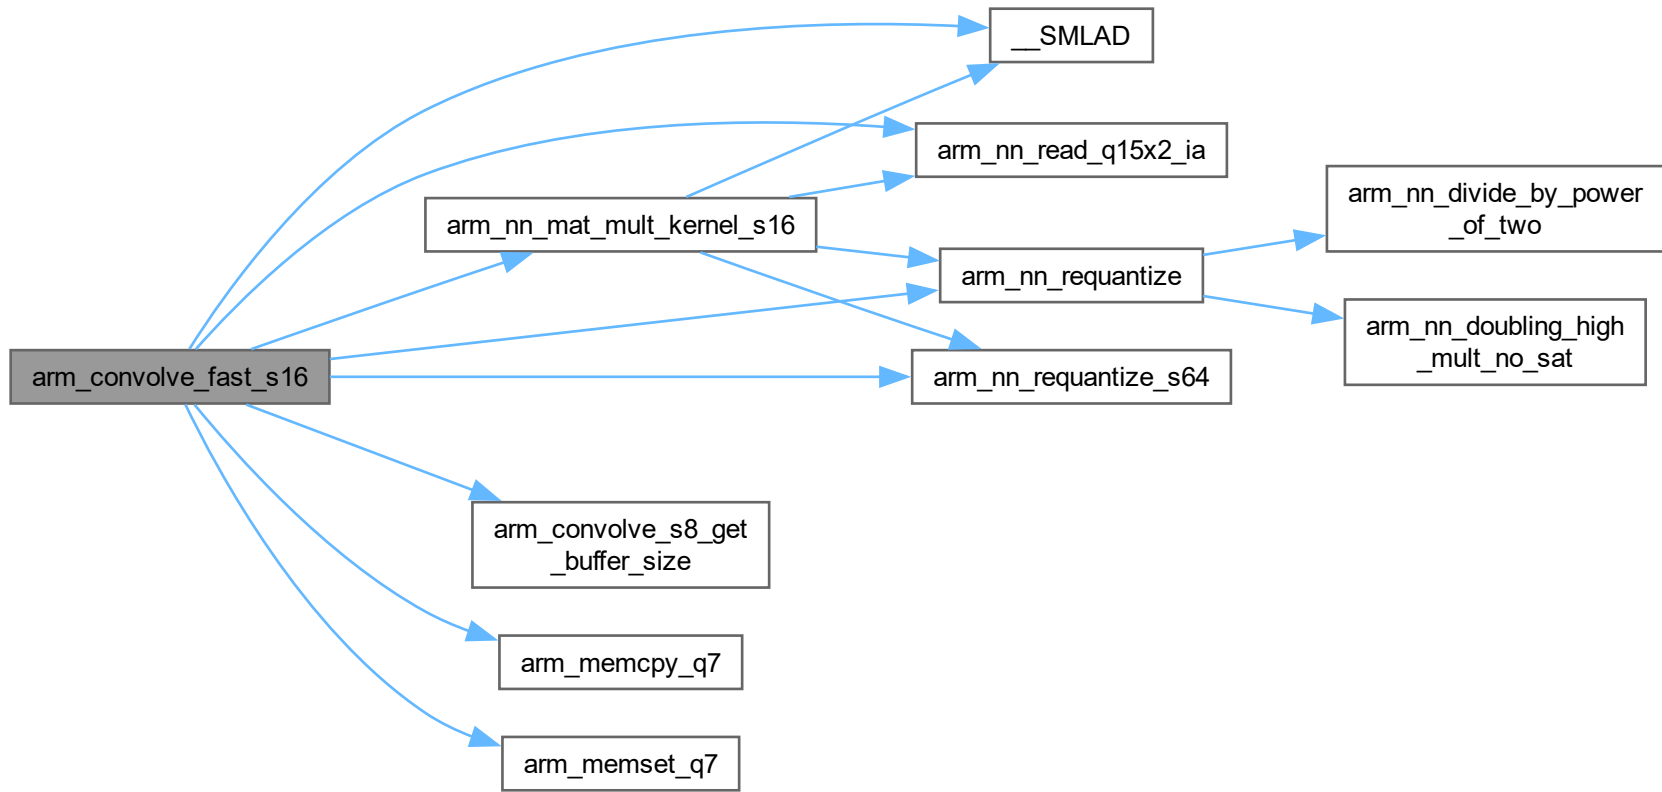 __SMLAD
arm_nn_read_q15x2_ia
arm_nn_divide_by_power
_of_two
arm_nn_mat_mult_kernel_s16
arm_nn_requantize
arm_nn_doubling_high
_mult_no_sat
arm_convolve_fast_s16
arm_nn_requantize_s64
arm_convolve_s8_get
_buffer_size
arm_memcpy_q7
arm_memset_q7